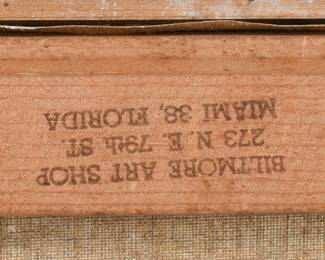 BILTMORE ART SHOP
273 N. E. 79th ST.
MIAMI 38, FLORIDA